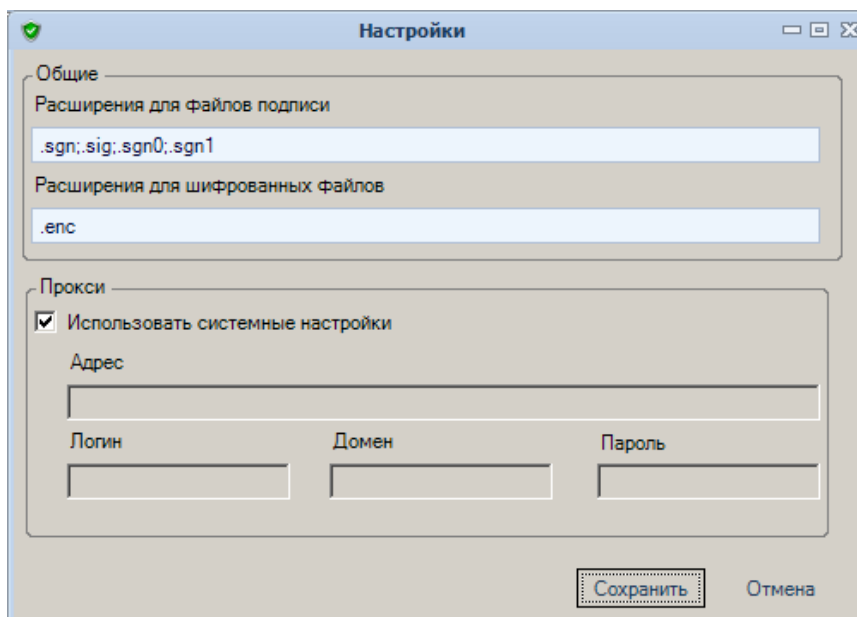 Настройки
Общие
Расширения для файлов подписи
.sgn;.sig;.sgn0;.sgn1
Расширения для шифрованных файлов
.enc
Прокси
Использовать системные настройки
Адрес
Логин Домен Пароль
Сохранить Отмена